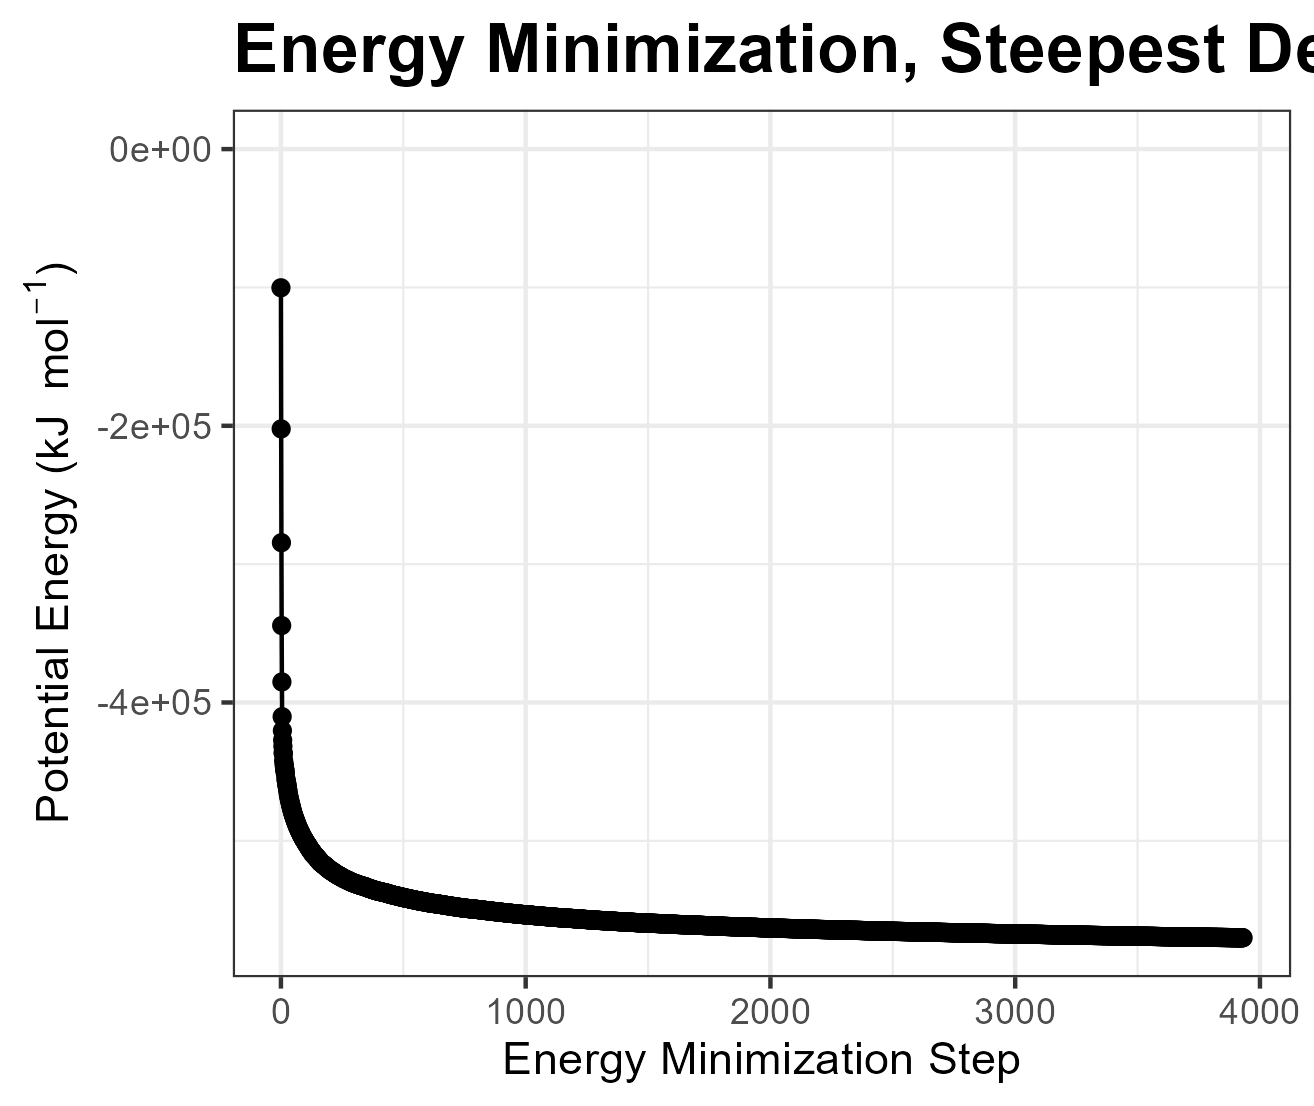 Energy Minimization, Steepest De
0e+00
-2e+05
-4e+05
Potential Energy (kJ mol⁻¹)
0 1000 2000 3000 4000
Energy Minimization Step